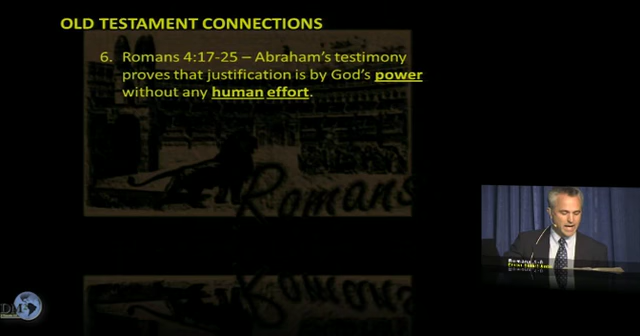 OLD TESTAMENT CONNECTIONS
6. Romans 4:17-25 – Abraham's testimony
proves that justification is by God's power
without any human effort.
Romans
DM